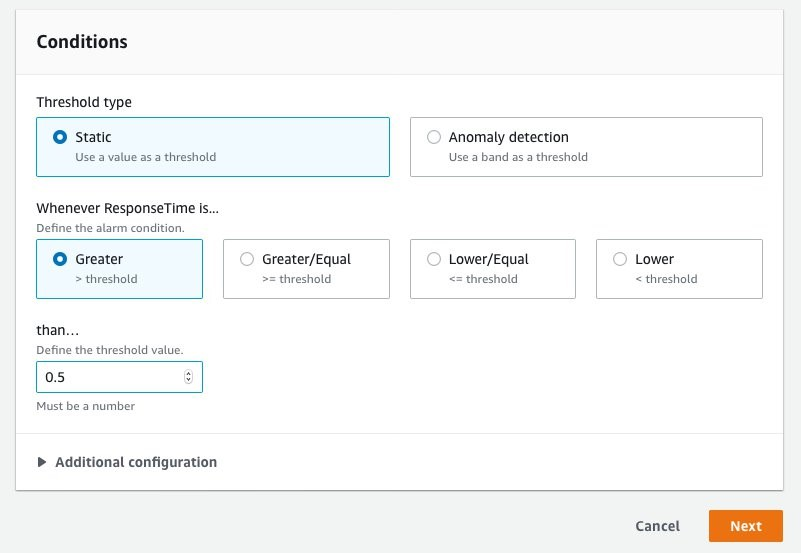 Conditions
Threshold type
Static
Use a value as a threshold
Anomaly detection
Use a band as a threshold
Whenever ResponseTime is...
Define the alarm condition.
Greater
> threshold
Greater/Equal
>= threshold
Lower/Equal
<= threshold
Lower
< threshold
than...
Define the threshold value.
0.5
Must be a number
Additional configuration
Cancel
Next